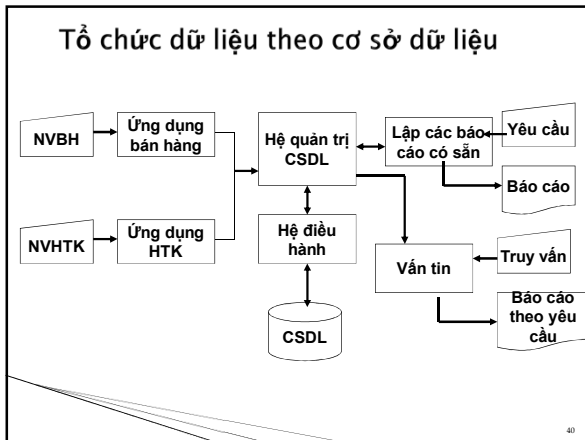 Tổ chức dữ liệu theo cơ sở dữ liệu
NVBH
Ứng dụng
bán hàng
Hệ quản trị
CSDL
Lập các báo
cáo có sẵn
Yêu cầu
Báo cáo
NVHTK
Ứng dụng
HTK
Hệ điều
hành
Vấn tin
Truy vấn
Báo cáo
theo yêu
cầu
CSDL
40